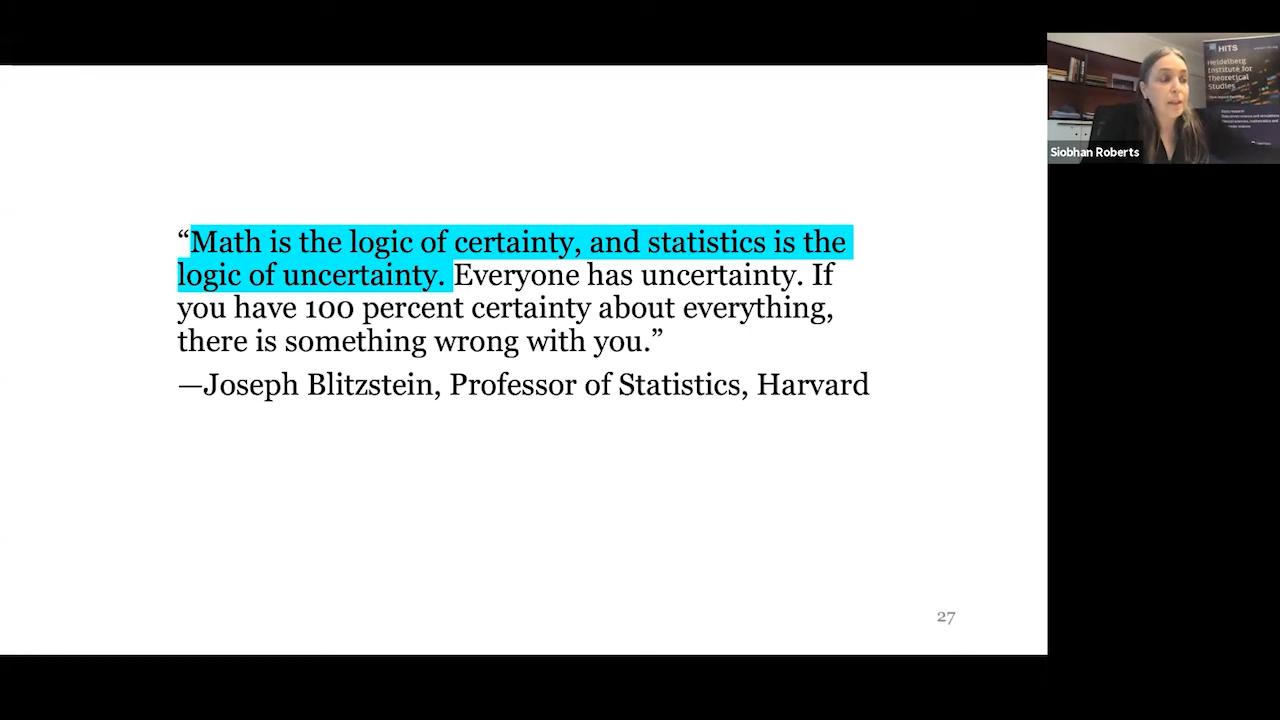 “Math is the logic of certainty, and statistics is the
logic of uncertainty. Everyone has uncertainty. If
you have 100 percent certainty about everything,
there is something wrong with you.”
—Joseph Blitzstein, Professor of Statistics, Harvard
27
HITS
Heidelberg
Institute for
Theoretical
Studies
Siobhan Roberts